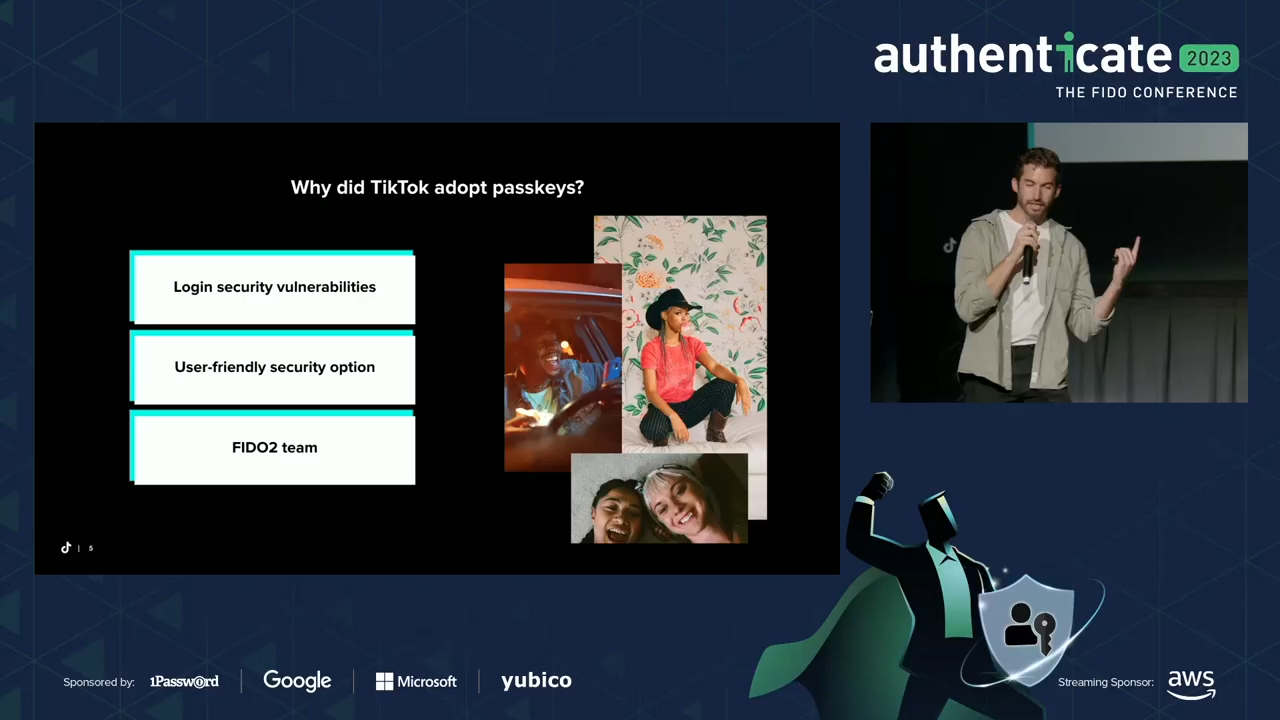 authenticate 2023
THE FIDO CONFERENCE
Why did TikTok adopt passkeys?
Login security vulnerabilities
User-friendly security option
FIDO2 team
| 5
Sponsored by: 1Password | Google | Microsoft | yubico
Streaming Sponsor: aws